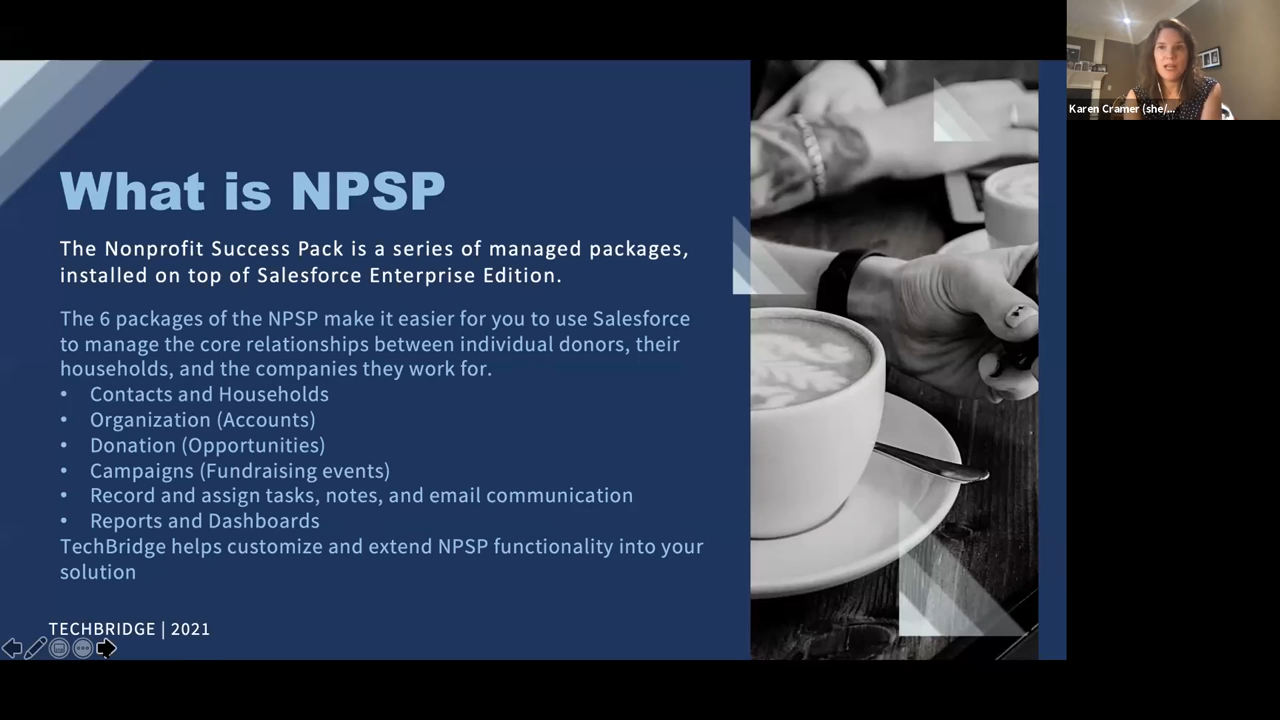 What is NPSP
The Nonprofit Success Pack is a series of managed packages,
installed on top of Salesforce Enterprise Edition.
The 6 packages of the NPSP make it easier for you to use Salesforce
to manage the core relationships between individual donors, their
households, and the companies they work for.
• Contacts and Households
• Organization (Accounts)
• Donation (Opportunities)
• Campaigns (Fundraising events)
• Record and assign tasks, notes, and email communication
• Reports and Dashboards
TechBridge helps customize and extend NPSP functionality into your
solution
TECHBRIDGE | 2021
Karen Cramer (she/...